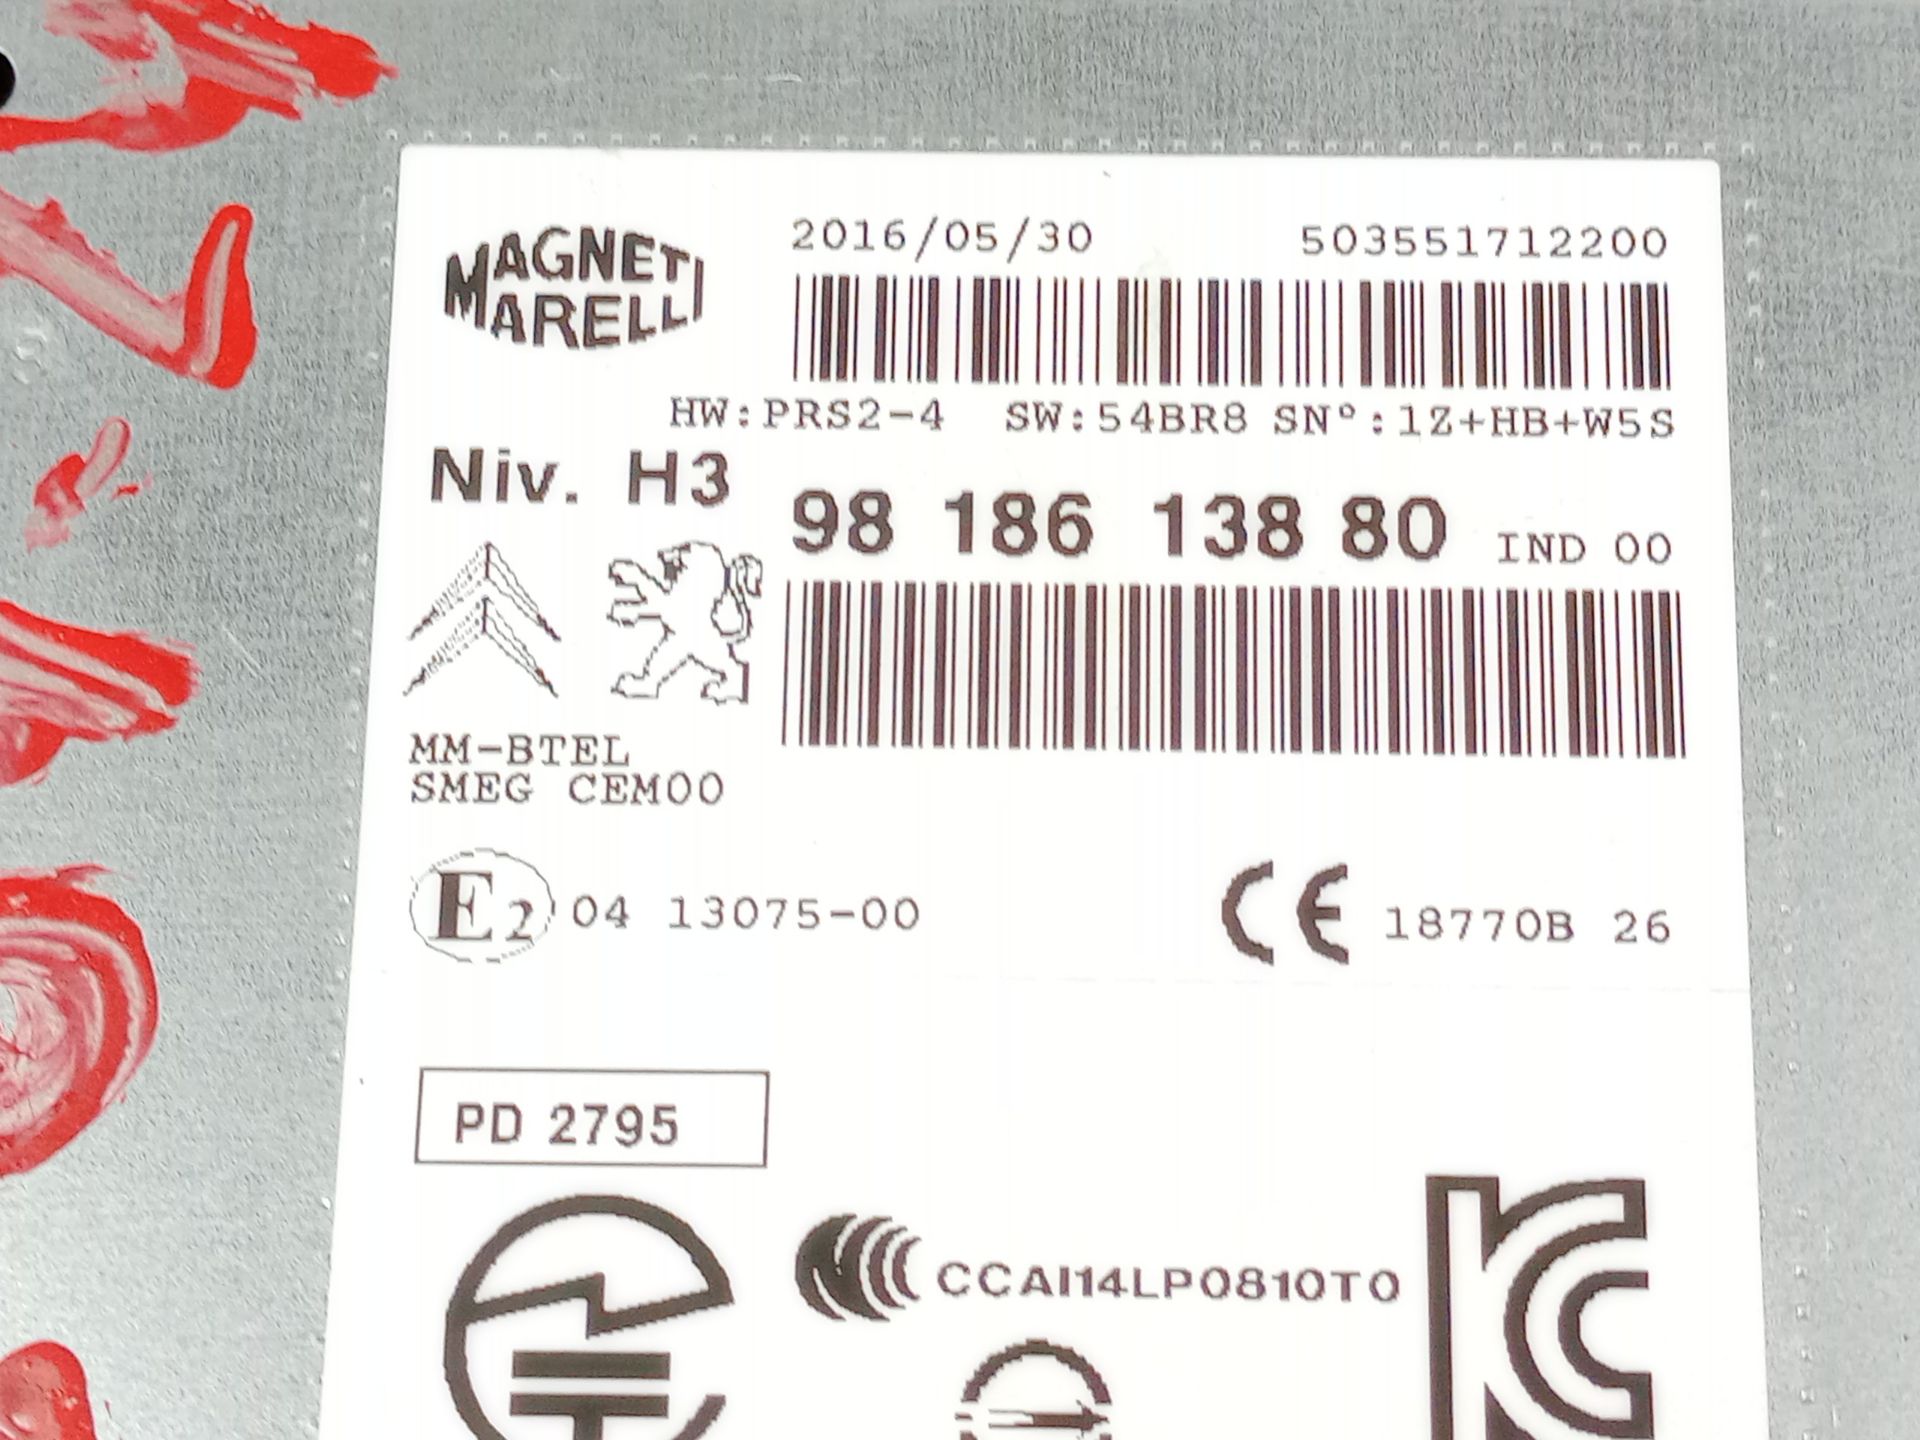 MAGNETI
MARELLI
2016/05/30 503551712200
HW:PRS2-4 SW:54BR8 SN°:1Z+HB+W5S
Niv. H3
98 186 138 80 IND 00
MM-BTEL
SMEG CEM00
E2 04 13075-00
CE 18770B 26
PD 2795
CCAI14LP0810T0